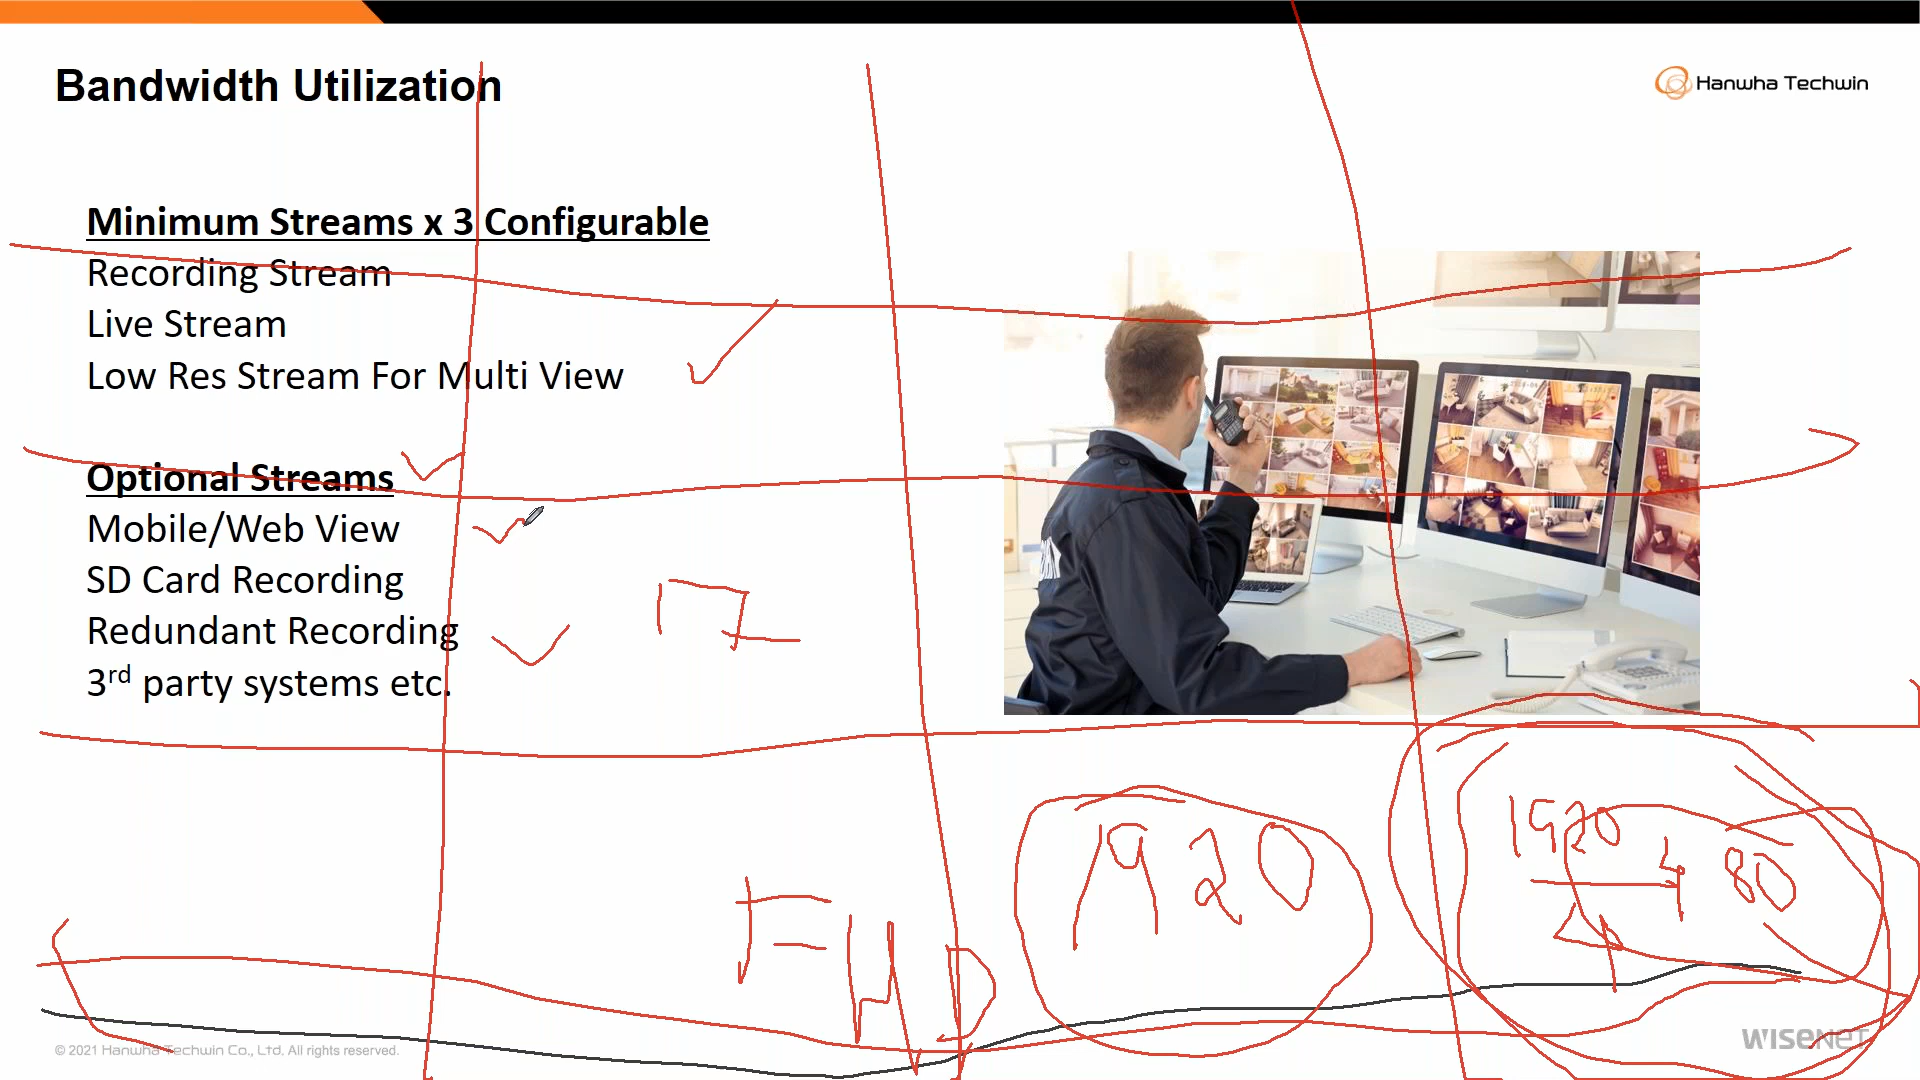 Bandwidth Utilization
Hanwha Techwin
Minimum Streams x 3 Configurable
Recording Stream
Live Stream
Low Res Stream For Multi View
Optional Streams
Mobile/Web View
SD Card Recording
Redundant Recording
3rd party systems etc.
FHD
1920
1920
480
© 2021 Hanwha Techwin Co., Ltd. All rights reserved.
WISENET